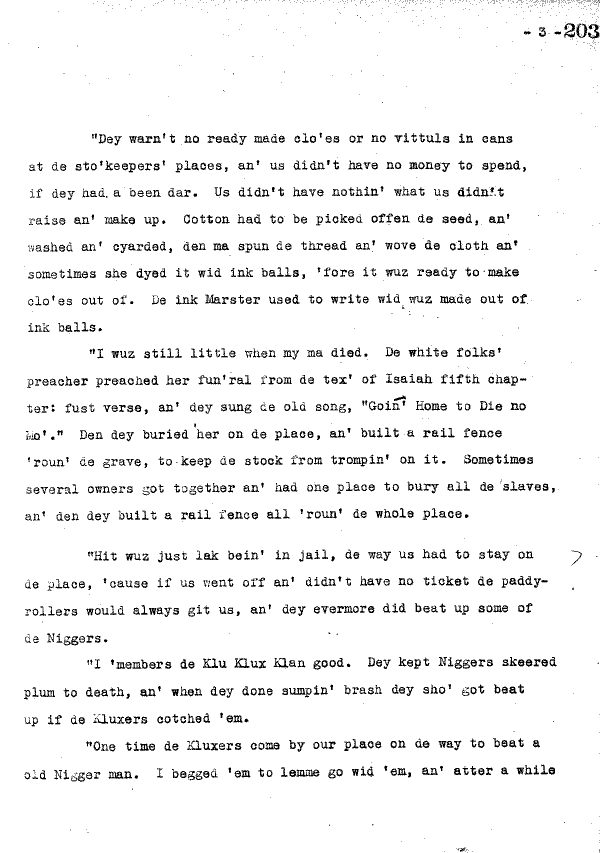 - 3 -203
"Dey warn't no ready made clo'es or no vittuls in cans
at de sto'keepers' places, an' us didn't have no money to spend,
if dey had a been dar.  Us didn't have nothin' what us didn't
raise an' make up.  Cotton had to be picked offen de seed, an'
washed an' cyarded, den ma spun de thread an' wove de cloth an'
sometimes she dyed it wid ink balls, 'fore it wuz ready to make
clo'es out of.  De ink Marster used to write wid wuz made out of
ink balls.
"I wuz still little when my ma died.  De white folks'
preacher preached her fun'ral from de tex' of Isaiah fifth chap-
ter: fust verse, an' dey sung de old song, "Goin' Home to Die no
Mo'."  Den dey buried her on de place, an' built a rail fence
'roun' de grave, to keep de stock from trompin' on it.  Sometimes
several owners got together an' had one place to bury all de slaves,
an' den dey built a rail fence all 'roun' de whole place.
"Hit wuz just lak bein' in jail, de way us had to stay on
de place, 'cause if us went off an' didn't have no ticket de paddy-
rollers would always git us, an' dey evermore did beat up some of
de Niggers.
"I 'members de Klu Klux Klan good.  Dey kept Niggers skeered
plum to death, an' when dey done sumpin' brash dey sho' got beat
up if de Kluxers cotched 'em.
"One time de Kluxers come by our place on de way to beat a
old Nigger man.  I begged 'em to lemme go wid 'em, an' atter a while